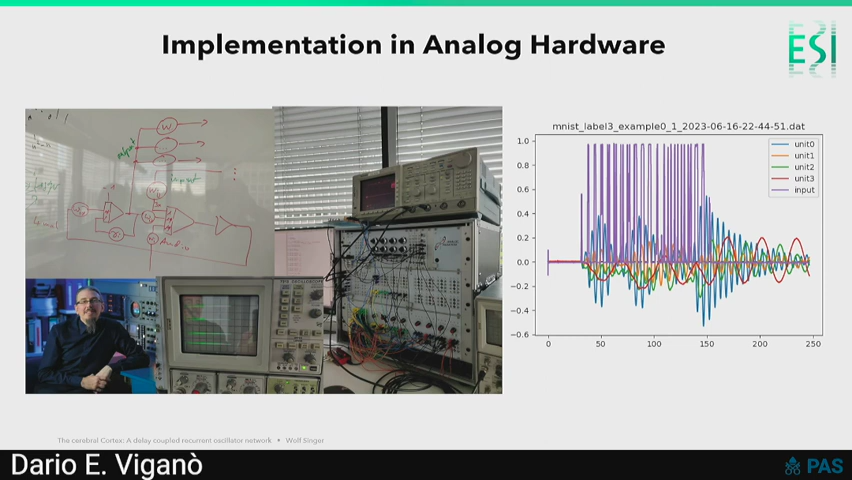 Implementation in Analog Hardware
ESI
output
input
mnist_label3_example0_1_2023-06-16-22-44-51.dat
1.0
0.8
0.6
0.4
0.2
0.0
−0.2
−0.4
−0.6
0
50
100
150
200
250
unit0
unit1
unit2
unit3
input
The cerebral Cortex: A delay coupled recurrent oscillator network • Wolf Singer
Dario E. Viganò
PAS